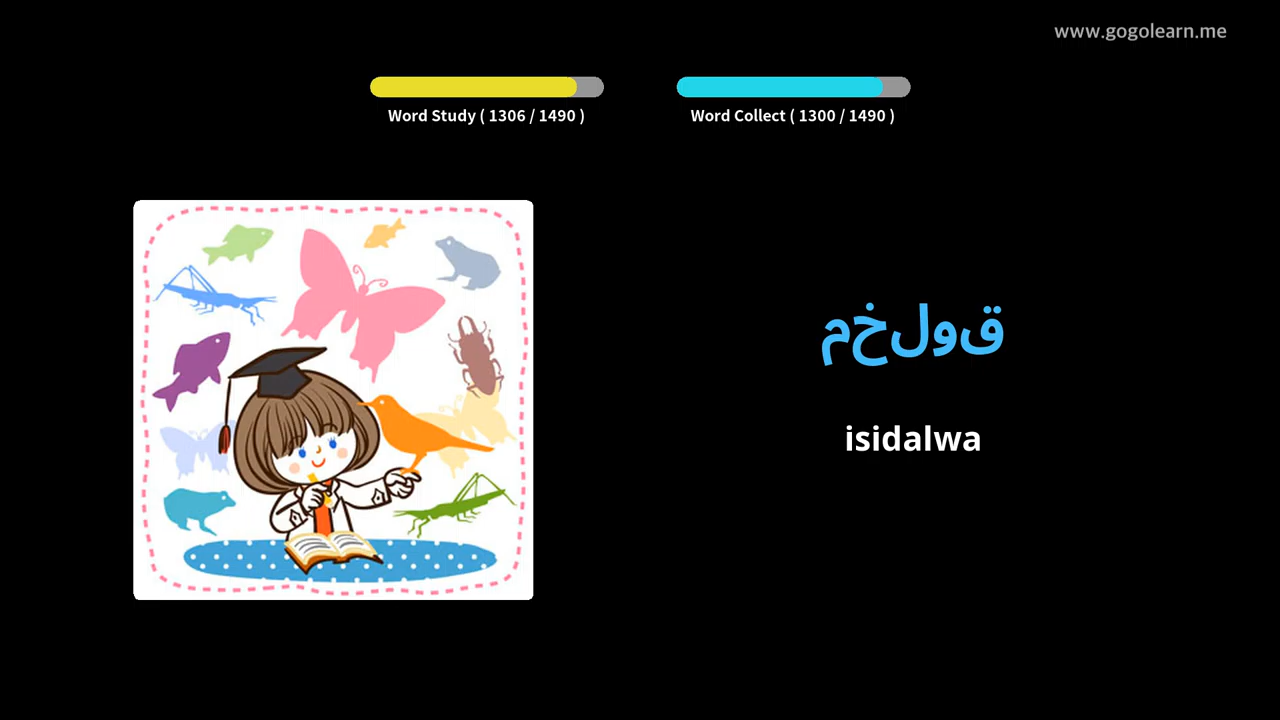 www.gogolearn.me
Word Study ( 1306 / 1490 )
Word Collect ( 1300 / 1490 )
مخلوق
isidalwa